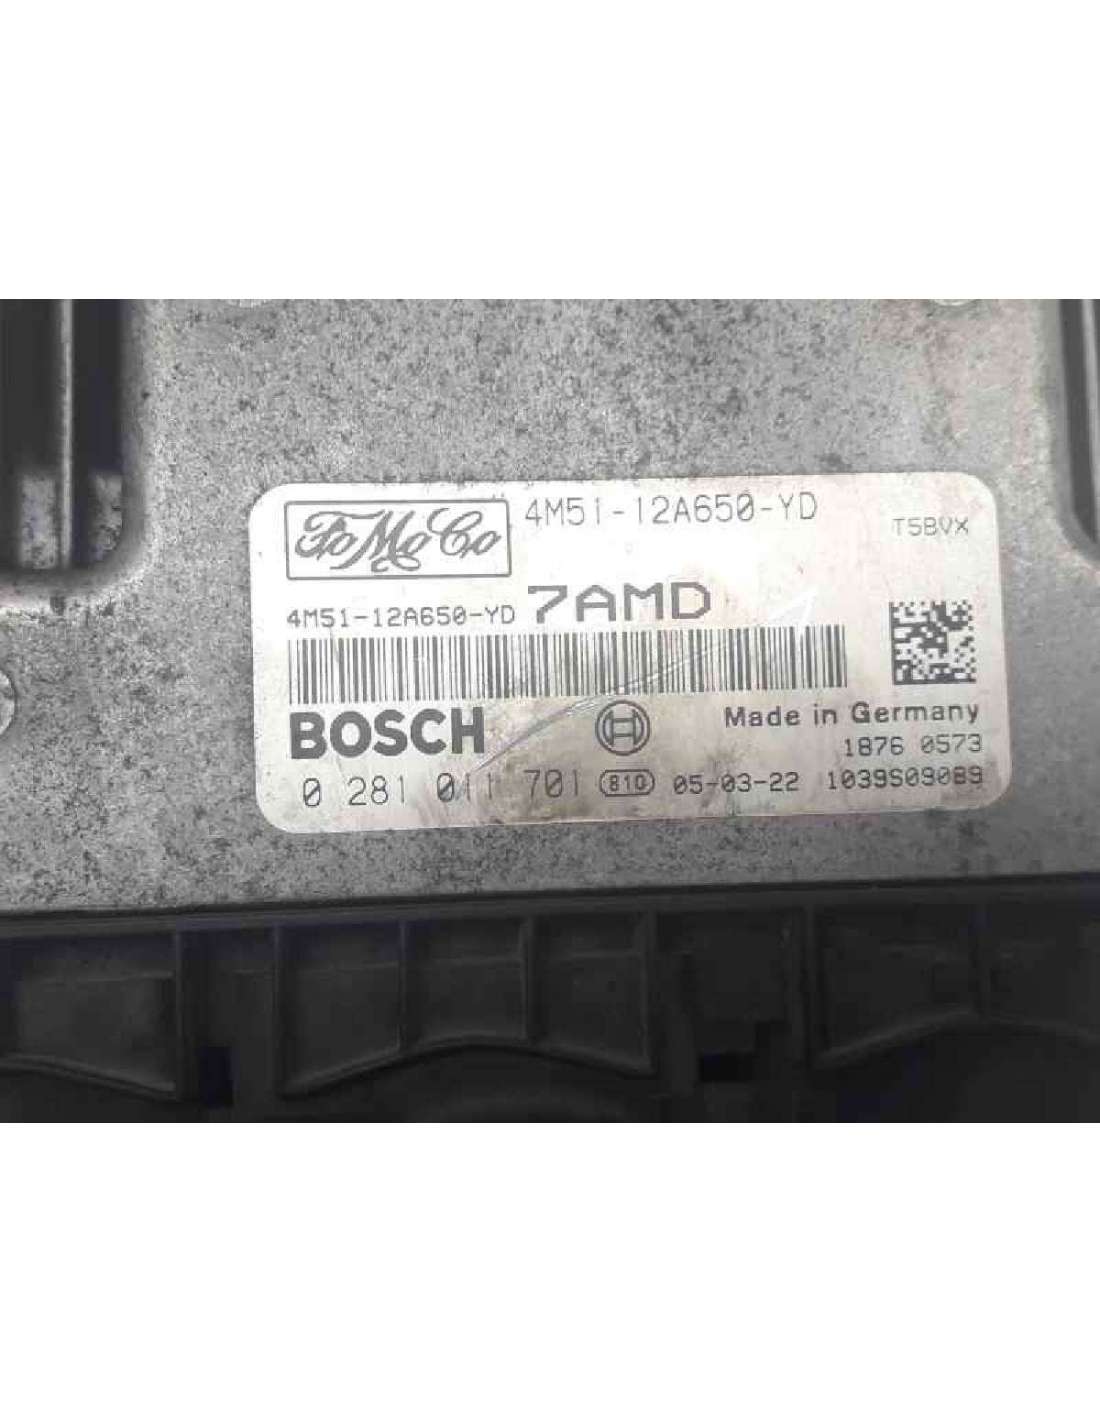 FoMoCo 4M51-12A650-YD T5BVX
4M51-12A650-YD 7AMD
BOSCH Made in Germany
1876 0573
0 281 011 701 810 05-03-22 1039S09089